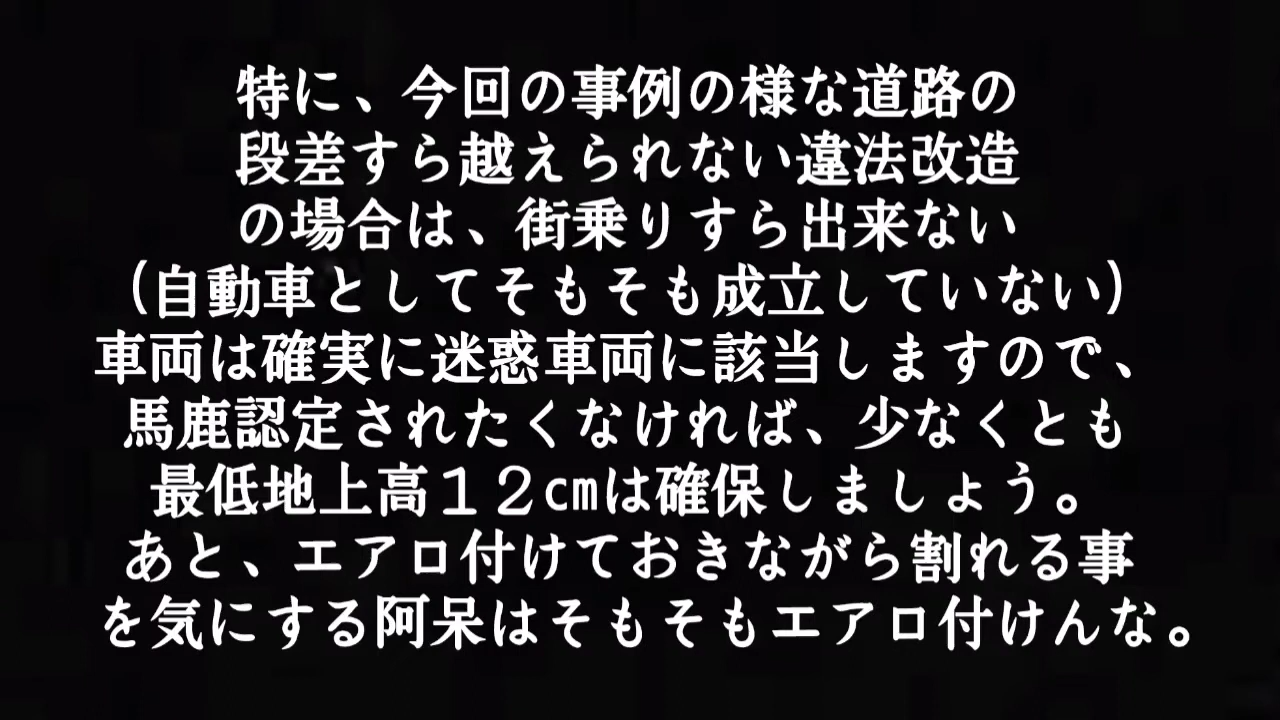 特に、今回の事例の様な道路の
段差すら越えられない違法改造
の場合は、街乗りすら出来ない
（自動車としてそもそも成立していない）
車両は確実に迷惑車両に該当しますので、
馬鹿認定されたくなければ、少なくとも
最低地上高１２㎝は確保しましょう。
あと、エアロ付けておきながら割れる事
を気にする阿呆はそもそもエアロ付けんな。